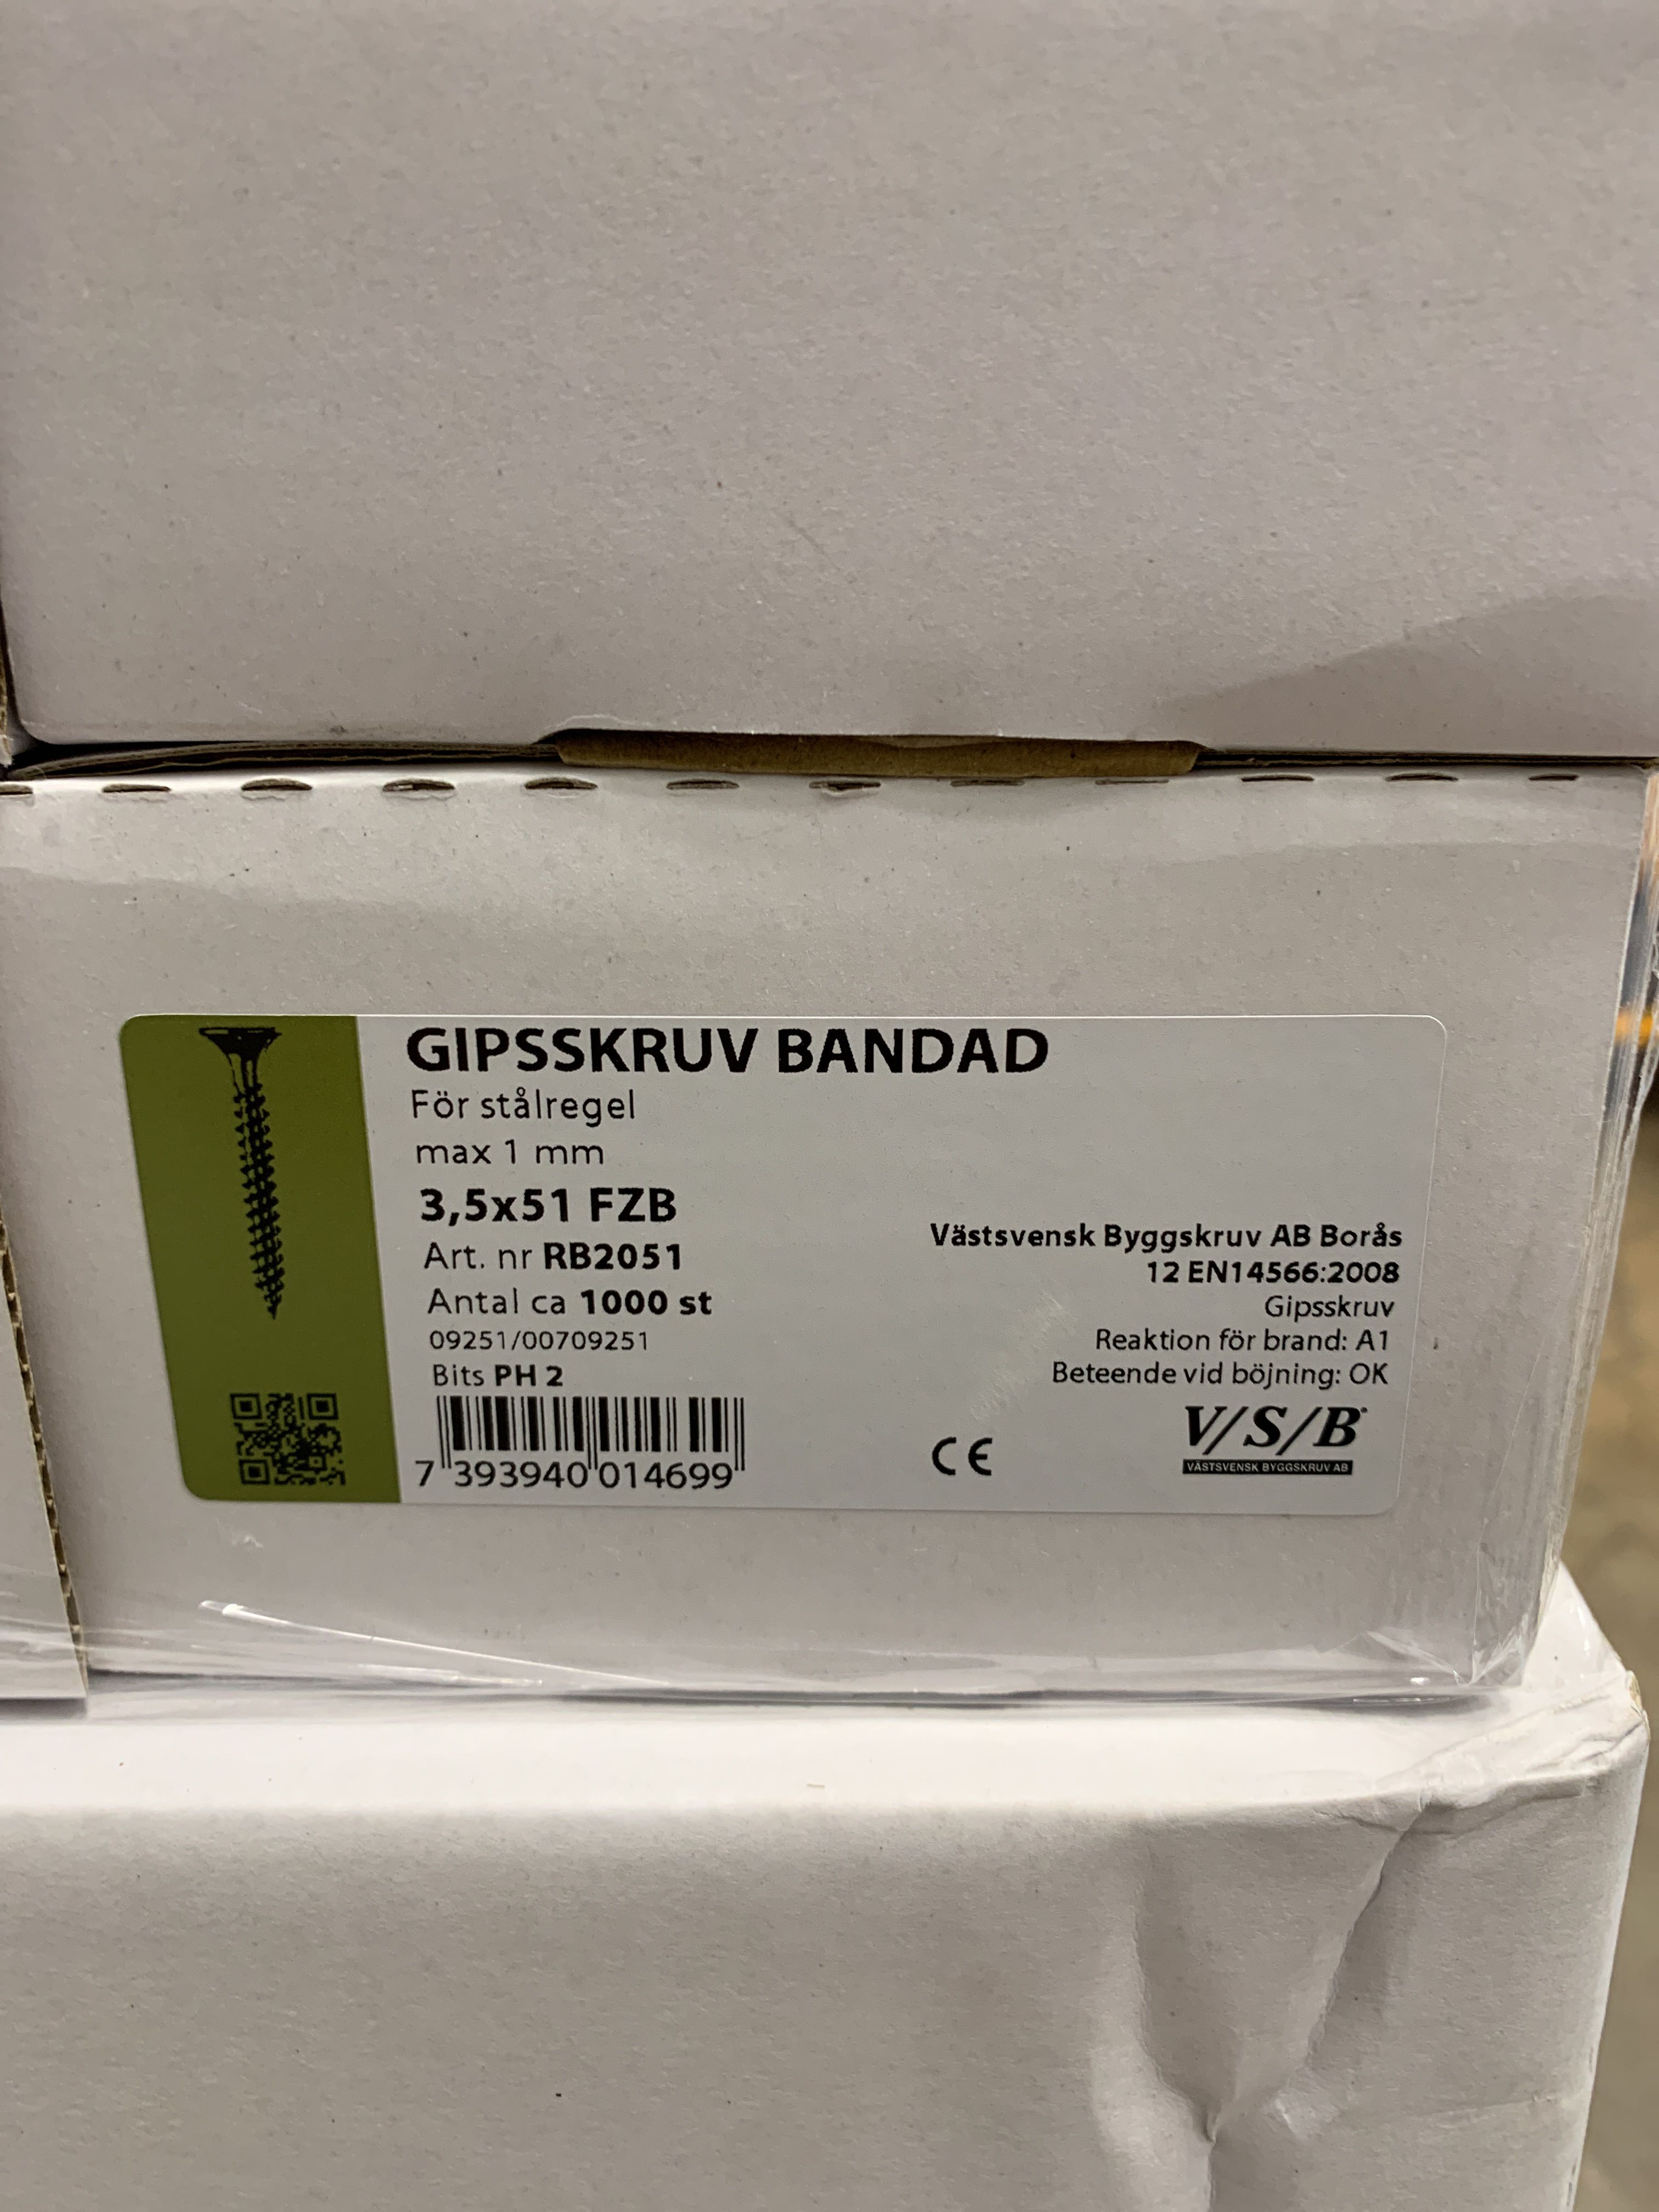 GIPSSKRUV BANDAD
För stålregel
max 1 mm
3,5x51 FZB
Art. nr RB2051
Antal ca 1000 st
09251/00709251
Bits PH 2
7 393940 014699
Västsvensk Byggskruv AB Borås
12 EN14566:2008
Gipsskruv
Reaktion för brand: A1
Beteende vid böjning: OK
CE
V/S/B
VÄSTSVENSK BYGGSKRUV AB